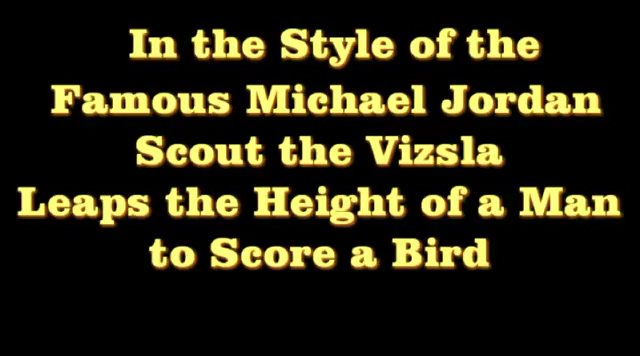 In the Style of the
Famous Michael Jordan
Scout the Vizsla
Leaps the Height of a Man
to Score a Bird